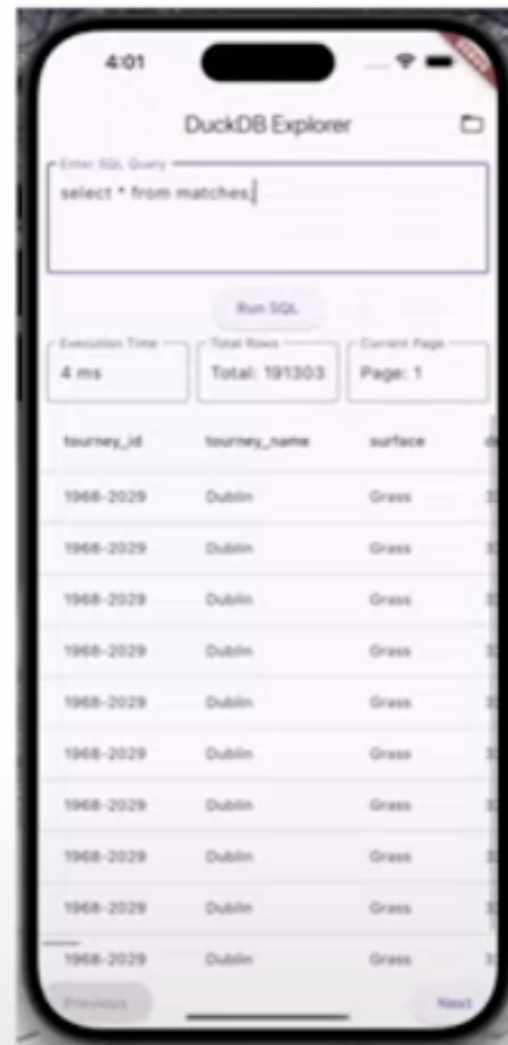 4:01
DuckDB Explorer
Enter SQL Query
select * from matches;
Run SQL
Execution Time Total Rows Current Page
4 ms Total: 191303 Page: 1
tourney_id tourney_name surface
1968-2029 Dublin Grass
1968-2029 Dublin Grass
1968-2029 Dublin Grass
1968-2029 Dublin Grass
1968-2029 Dublin Grass
1968-2029 Dublin Grass
1968-2029 Dublin Grass
1968-2029 Dublin Grass
1968-2029 Dublin Grass
1968-2029 Dublin Grass
Previous Next